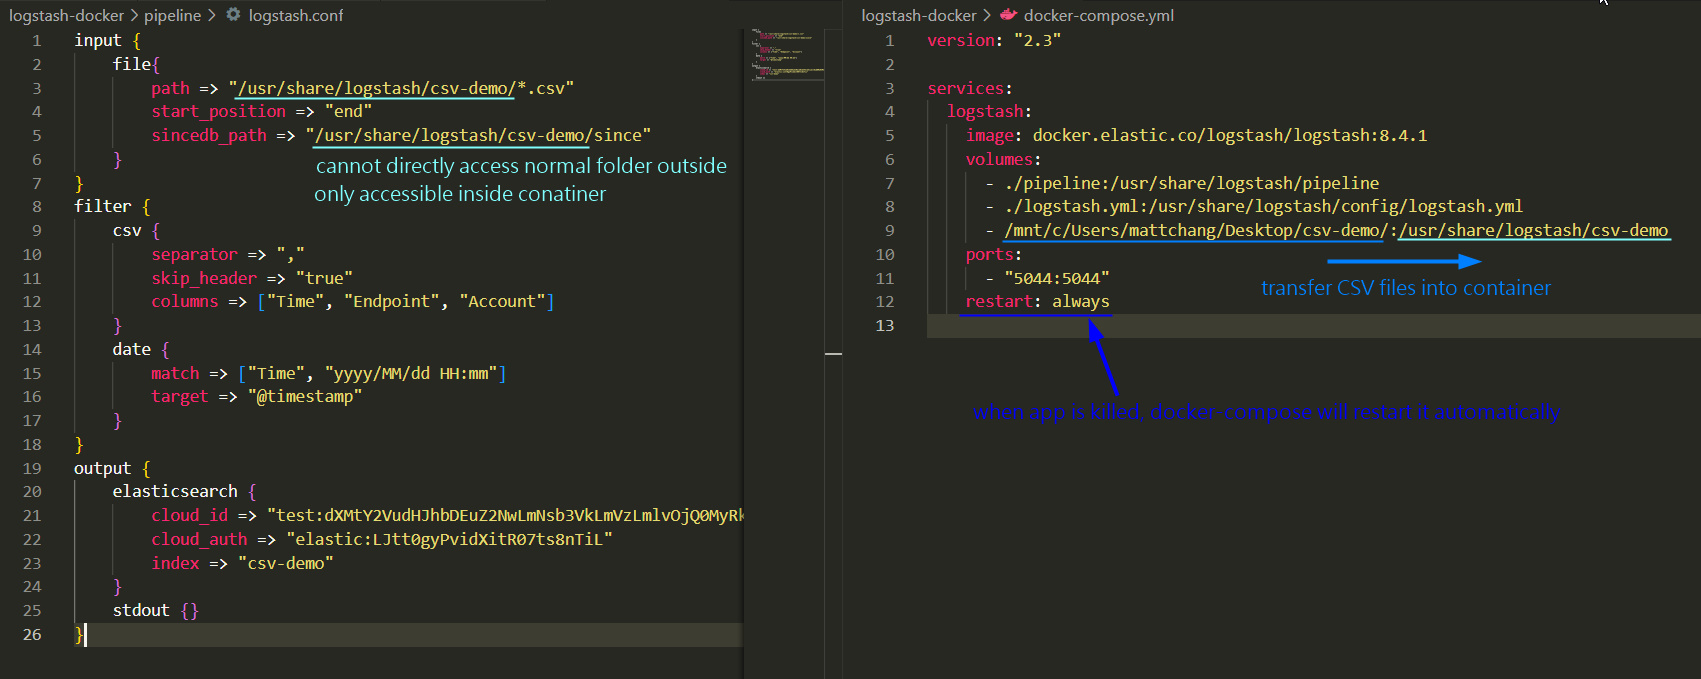 logstash-docker > pipeline > logstash.conf
1 input {
2 file{
3 path => "/usr/share/logstash/csv-demo/*.csv"
4 start_position => "end"
5 sincedb_path => "/usr/share/logstash/csv-demo/since"
6 }
cannot directly access normal folder outside
only accessible inside conatiner
7 }
8 filter {
9 csv {
10 separator => ","
11 skip_header => "true"
12 columns => ["Time", "Endpoint", "Account"]
13 }
14 date {
15 match => ["Time", "yyyy/MM/dd HH:mm"]
16 target => "@timestamp"
17 }
18 }
19 output {
20 elasticsearch {
21 cloud_id => "test:dXMtY2VudHJhbDEuZ2NwLmNsb3VkLmVzLmlvOjQ0MyRk
22 cloud_auth => "elastic:LJtt0gyPvidXitR07ts8nTiL"
23 index => "csv-demo"
24 }
25 stdout {}
26 }
logstash-docker > docker-compose.yml
1 version: "2.3"
2
3 services:
4 logstash:
5 image: docker.elastic.co/logstash/logstash:8.4.1
6 volumes:
7 - ./pipeline:/usr/share/logstash/pipeline
8 - ./logstash.yml:/usr/share/logstash/config/logstash.yml
9 - /mnt/c/Users/mattchang/Desktop/csv-demo/:/usr/share/logstash/csv-demo
10 ports:
11 - "5044:5044"
transfer CSV files into container
12 restart: always
13
when app is killed, docker-compose will restart it automatically